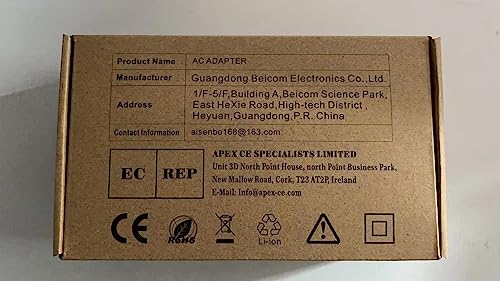 Product Name AC ADAPTER
Manufacturer Guangdong Beicom Electronics Co.,Ltd.
Address 1/F-5/F,Building A,Beicom Science Park,
East HeXie Road,High-tech District ,
Heyuan,Guangdong,P.R. China
Contact Information aisenbo168@163.com
EC REP
APEX CE SPECIALISTS LIMITED
Unit 3D North Point House, north Point Business Park,
New Mallow Road, Cork, T23 AT2P, Ireland
E-Mail: Info@apex-ce.com
CE
RoHS
Li-ion